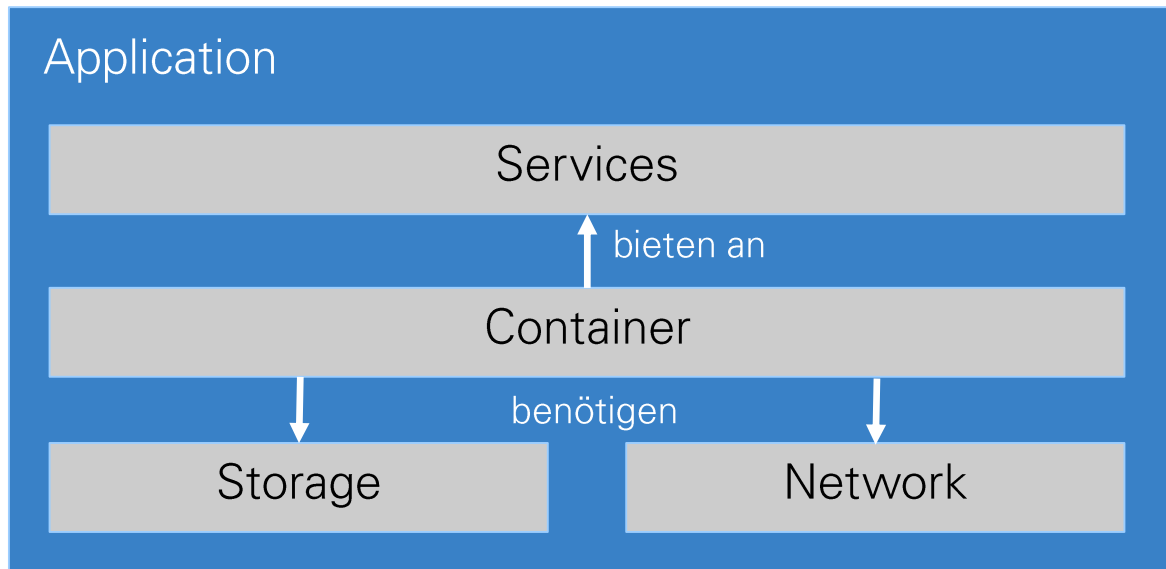 Application
Services
bieten an
Container
benötigen
Storage
Network